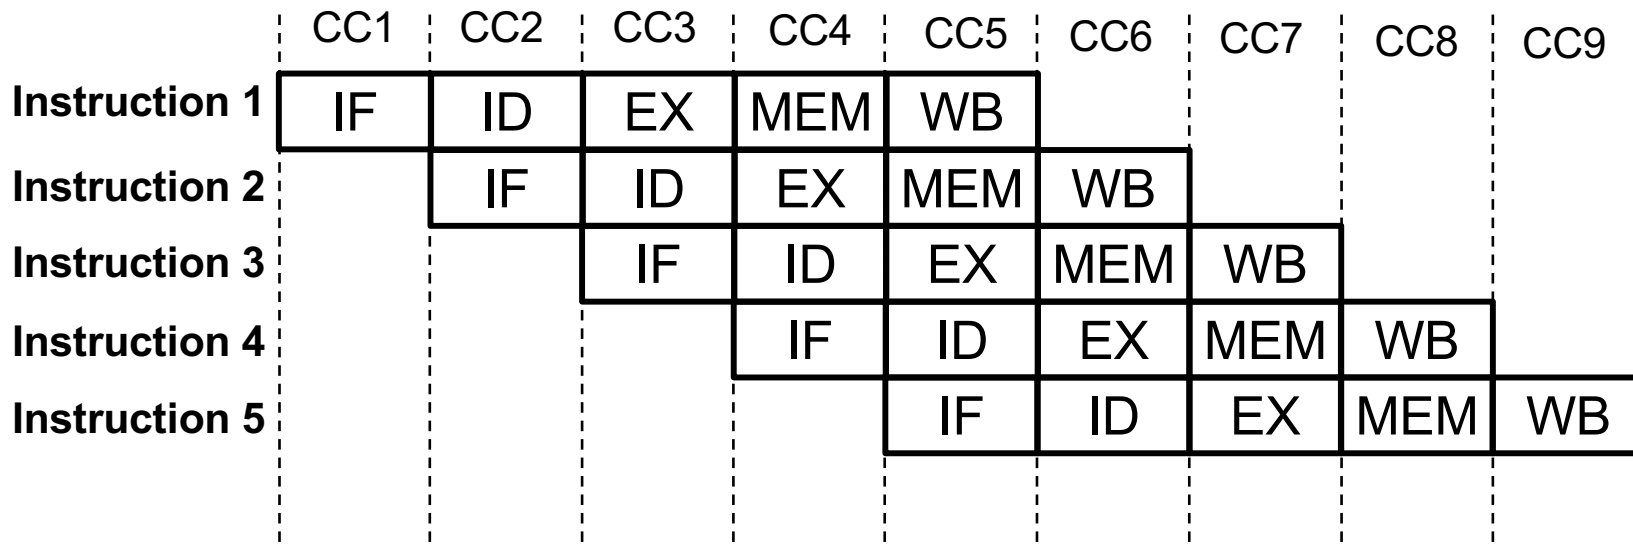 CC1 CC2 CC3 CC4 CC5 CC6 CC7 CC8 CC9
Instruction 1 IF ID EX MEM WB
Instruction 2 IF ID EX MEM WB
Instruction 3 IF ID EX MEM WB
Instruction 4 IF ID EX MEM WB
Instruction 5 IF ID EX MEM WB